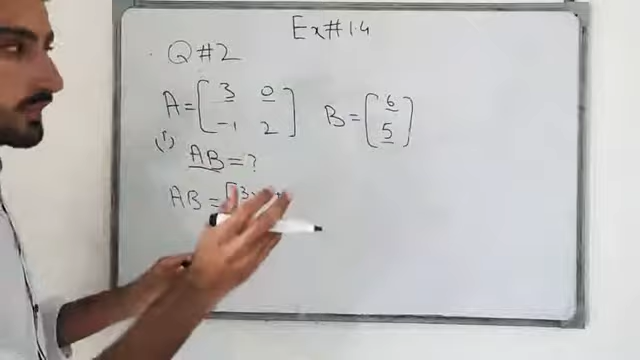 Ex#1.4
Q#2
A = [3 0
-1 2] B = [6
5]
(i) AB = ?
AB = [3